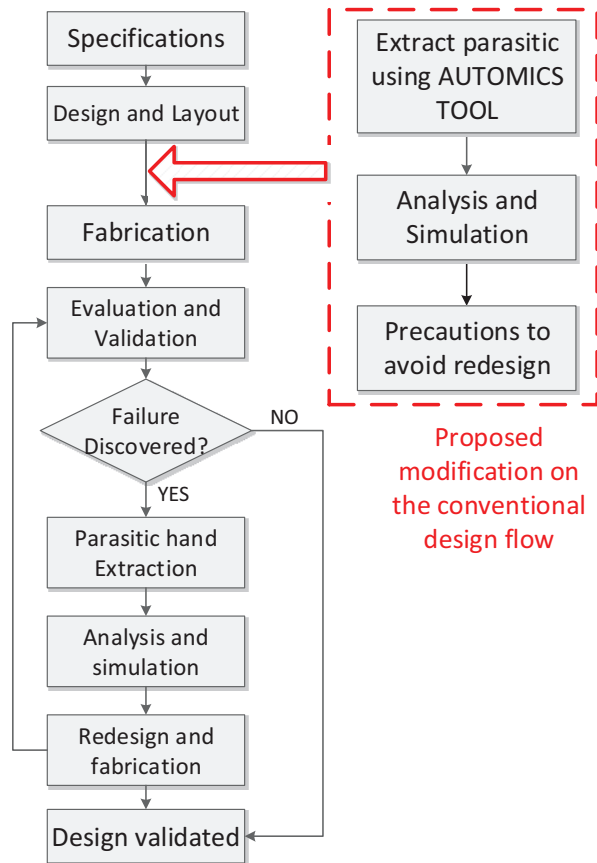 Specifications
Design and Layout
Fabrication
Evaluation and
Validation
Failure
Discovered?
NO
YES
Parasitic hand
Extraction
Analysis and
simulation
Redesign and
fabrication
Design validated
Extract parasitic
using AUTOMICS
TOOL
Analysis and
Simulation
Precautions to
avoid redesign
Proposed
modification on
the conventional
design flow